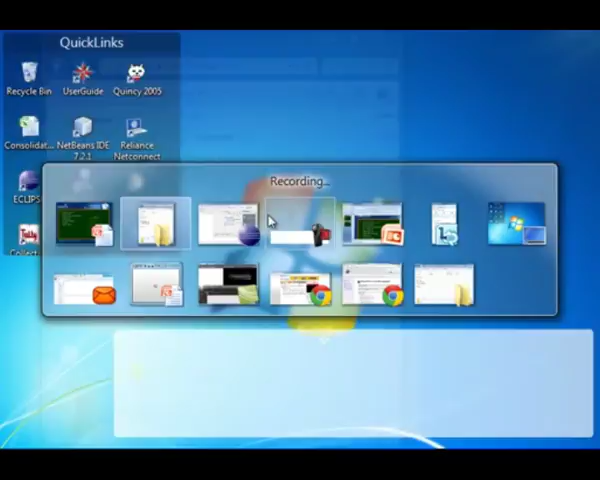 QuickLinks
Recycle Bin
UserGuide
Quincy 2005
Consolidat...
NetBeans IDE
7.2.1
Reliance
Netconnect
Recording...
ECLIPS